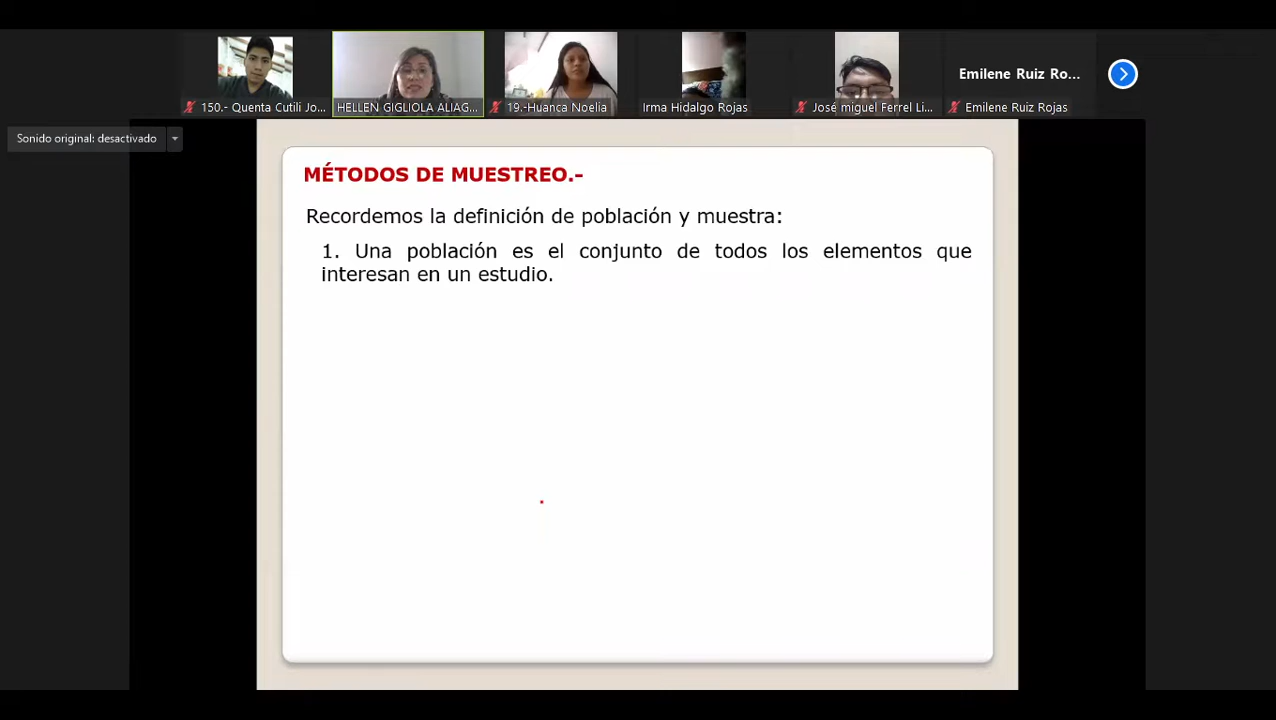 Emilene Ruiz Ro...
150.- Quenta Cutili Jo...
HELLEN GIGLIOLA ALIAG...
19.-Huanca Noelia
Irma Hidalgo Rojas
José miguel Ferrel Li...
Emilene Ruiz Rojas
Sonido original: desactivado
MÉTODOS DE MUESTREO.-
Recordemos la definición de población y muestra:
1. Una población es el conjunto de todos los elementos que
interesan en un estudio.